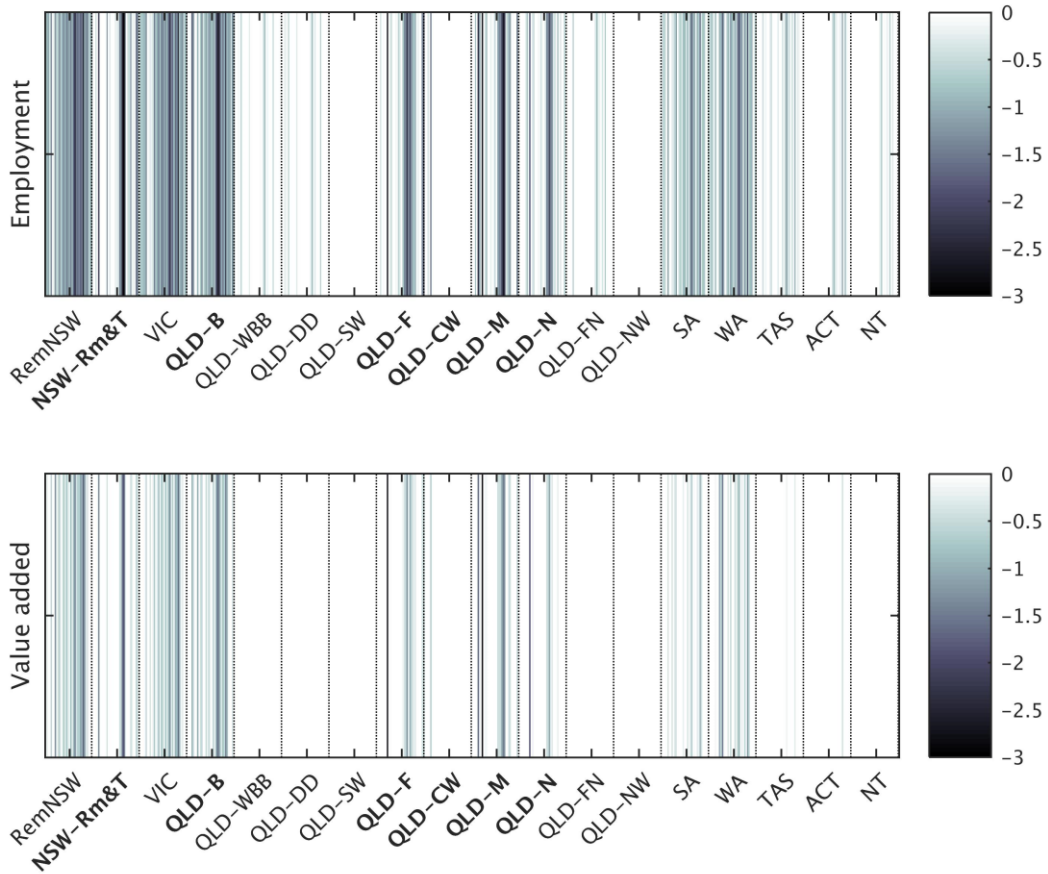 Employment
0
−0.5
−1
−1.5
−2
−2.5
−3
RemNSW
NSW−Rm&T
VIC
QLD−B
QLD−WBB
QLD−DD
QLD−SW
QLD−F
QLD−CW
QLD−M
QLD−N
QLD−FN
QLD−NW
SA
WA
TAS
ACT
NT
Value added
0
−0.5
−1
−1.5
−2
−2.5
−3
RemNSW
NSW−Rm&T
VIC
QLD−B
QLD−WBB
QLD−DD
QLD−SW
QLD−F
QLD−CW
QLD−M
QLD−N
QLD−FN
QLD−NW
SA
WA
TAS
ACT
NT